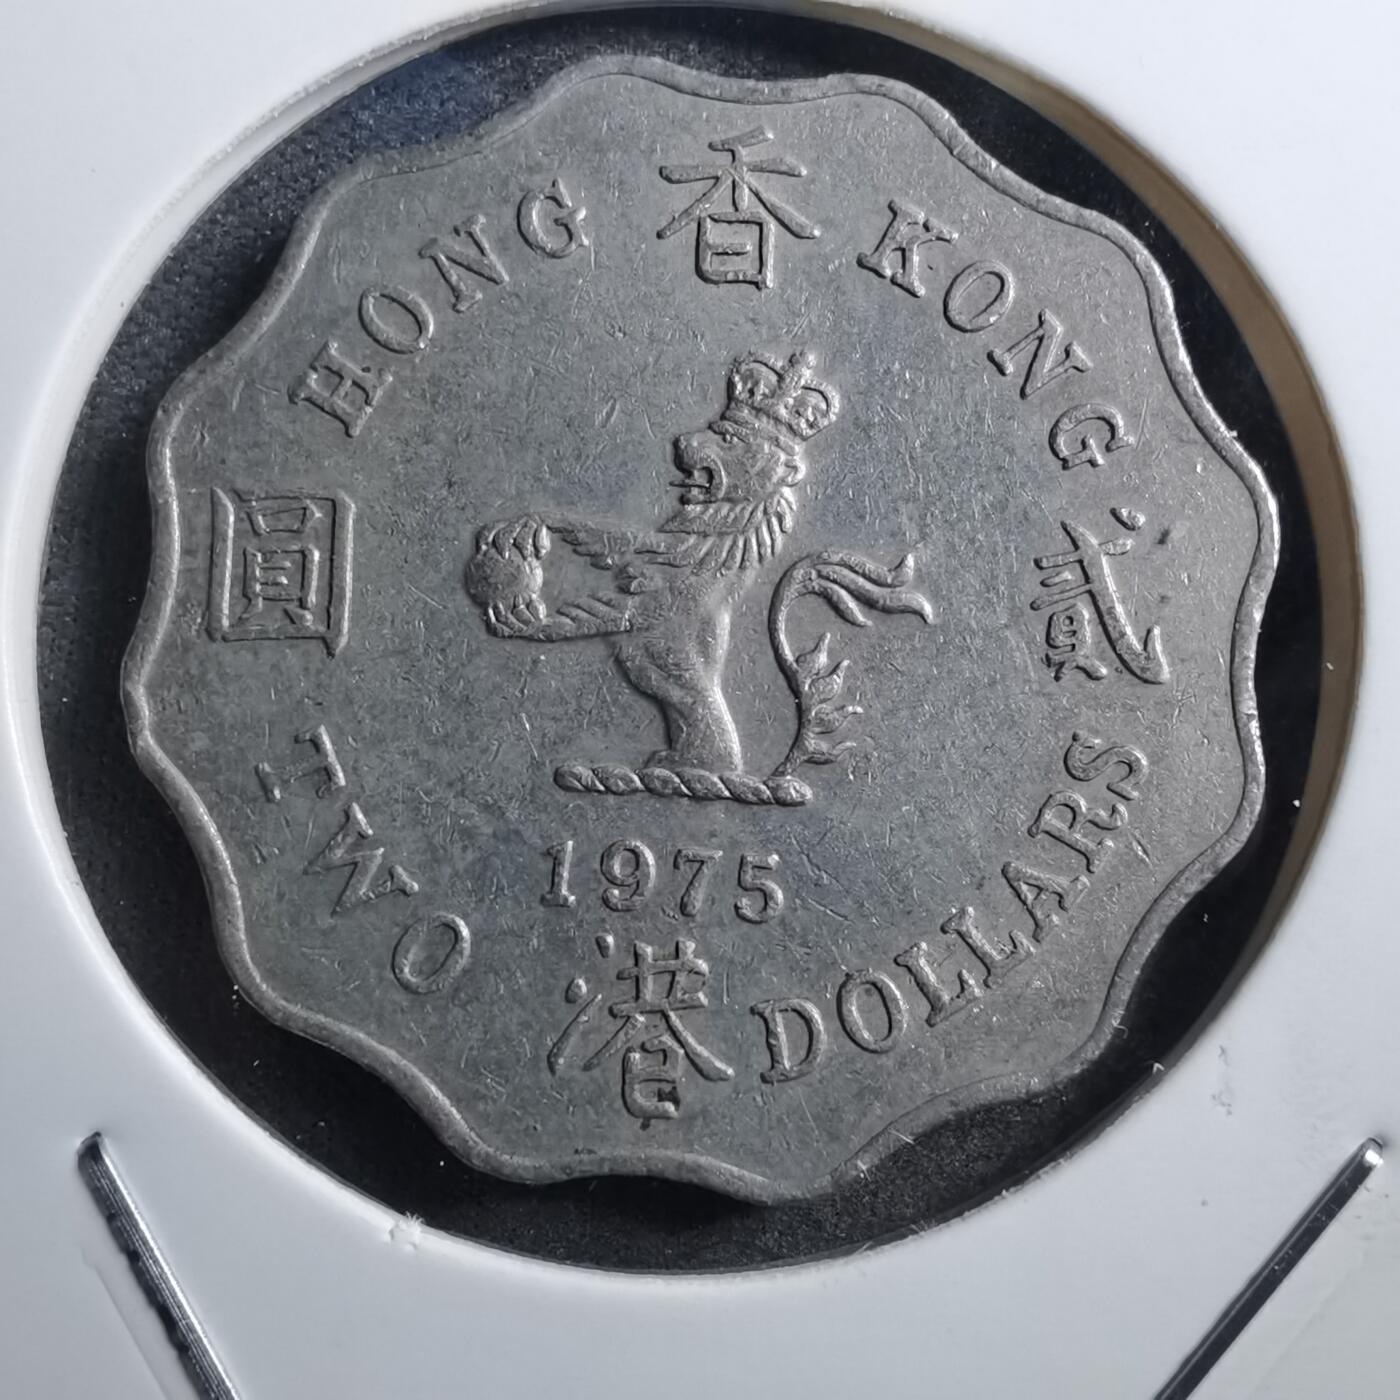 HONG KONG
TWO DOLLARS
香
港
貳
圓
1975